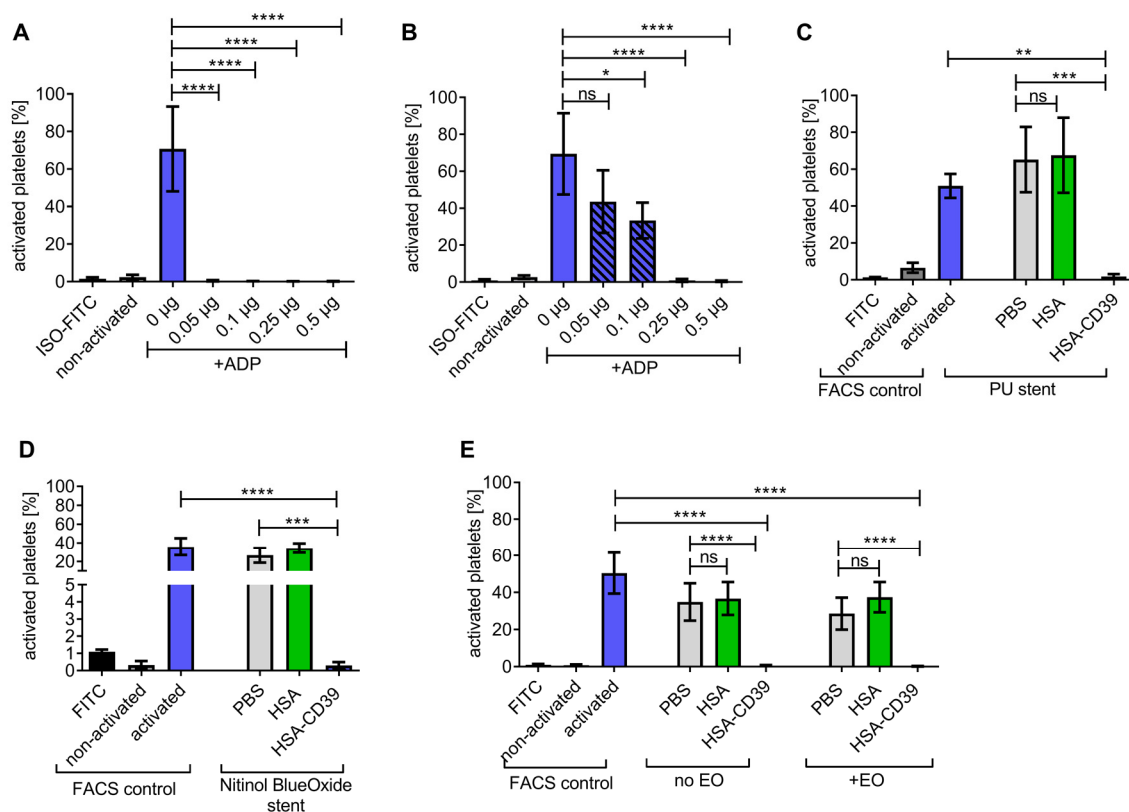 A
activated platelets [%]
100
80
60
40
20
0
****
****
****
****
ISO-FITC
non-activated
0 µg
0.05 µg
0.1 µg
0.25 µg
0.5 µg
+ADP
B
activated platelets [%]
100
80
60
40
20
0
****
****
*
ns
ISO-FITC
non-activated
0 µg
0.05 µg
0.1 µg
0.25 µg
0.5 µg
+ADP
C
activated platelets [%]
100
80
60
40
20
0
**
***
ns
FITC
non-activated
activated
PBS
HSA
HSA-CD39
FACS control
PU stent
D
activated platelets [%]
100
80
60
40
20
5
4
3
2
1
0
****
***
FITC
non-activated
activated
PBS
HSA
HSA-CD39
FACS control
Nitinol BlueOxide
stent
E
activated platelets [%]
100
80
60
40
20
0
****
****
****
ns
****
ns
FITC
non-activated
activated
PBS
HSA
HSA-CD39
PBS
HSA
HSA-CD39
FACS control
no EO
+EO